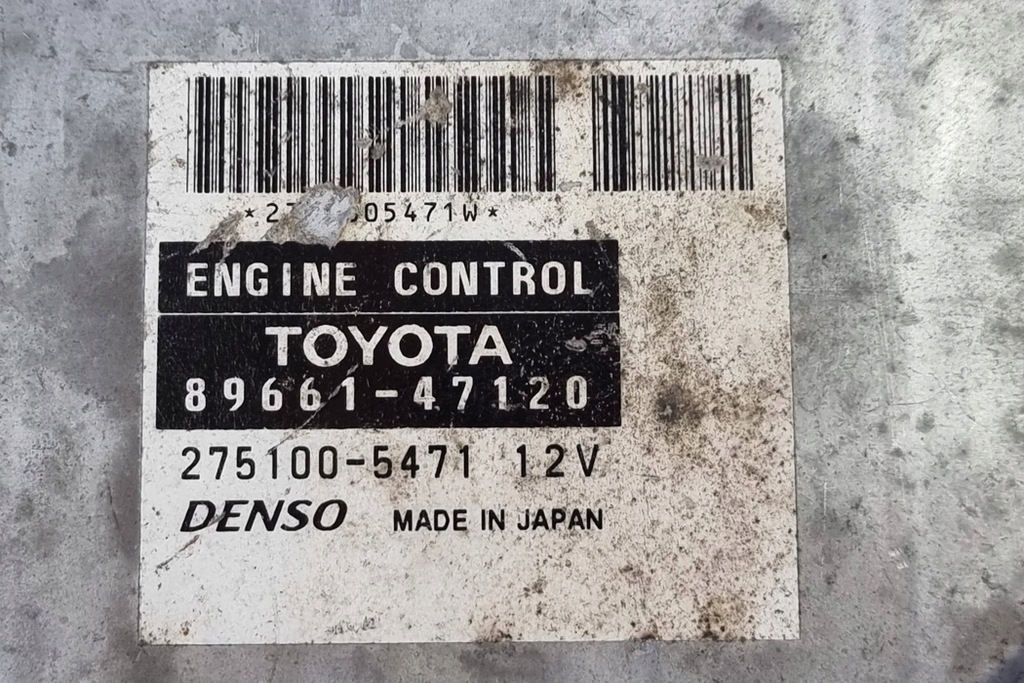 ENGINE CONTROL
TOYOTA
89661-47120
275100-5471 12V
DENSO MADE IN JAPAN